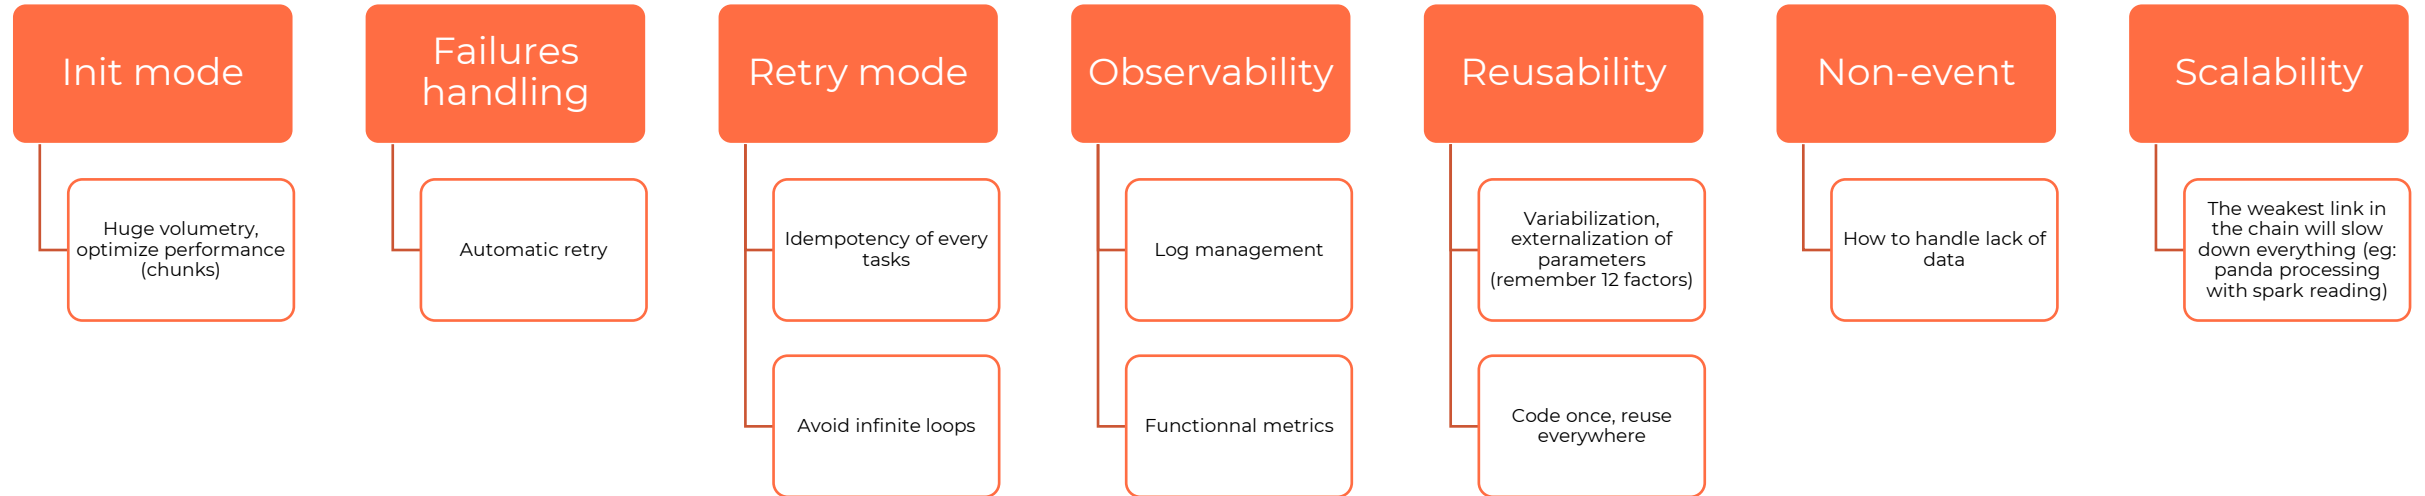 Init mode
Huge volumetry,
optimize performance
(chunks)
Failures
handling
Automatic retry
Retry mode
Idempotency of every
tasks
Avoid infinite loops
Observability
Log management
Functionnal metrics
Reusability
Variabilization,
externalization of
parameters
(remember 12 factors)
Code once, reuse
everywhere
Non-event
How to handle lack of
data
Scalability
The weakest link in
the chain will slow
down everything (eg:
panda processing
with spark reading)